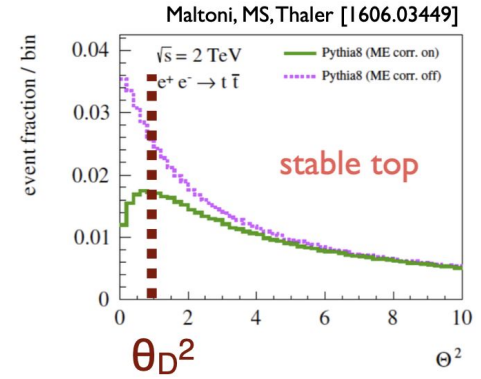 Maltoni, MS, Thaler [1606.03449]
event fraction / bin
0.04
0.03
0.02
0.01
0
√s = 2 TeV
e⁺ e⁻ → t t̄
Pythia8 (ME corr. on)
Pythia8 (ME corr. off)
stable top
0 2 4 6 8 10
θD²
Θ²